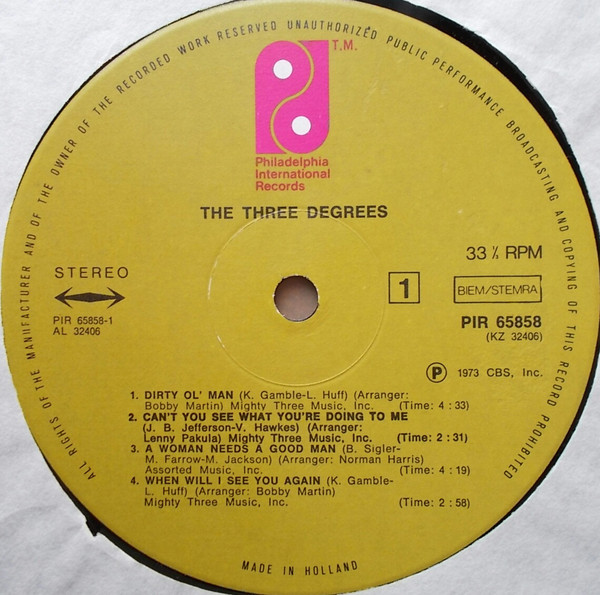 ALL RIGHTS OF THE MANUFACTURER AND OF THE OWNER OF THE RECORDED WORK RESERVED UNAUTHORIZED PUBLIC PERFORMANCE BROADCASTING AND COPYING OF THIS RECORD PROHIBITED
T.M.
Philadelphia
International
Records
THE THREE DEGREES
STEREO
33 ⅓ RPM
1
BIEM/STEMRA
PIR 65858-1
AL 32406
PIR 65858
(KZ 32406)
℗ 1973 CBS, Inc.
1. DIRTY OL' MAN (K. Gamble-L. Huff) (Arranger:
Bobby Martin) Mighty Three Music, Inc. (Time: 4 : 33)
2. CAN'T YOU SEE WHAT YOU'RE DOING TO ME
(J. B. Jefferson-V. Hawkes) (Arranger:
Lenny Pakula) Mighty Three Music, Inc. (Time: 2 : 31)
3. A WOMAN NEEDS A GOOD MAN (B. Sigler-
M. Farrow-M. Jackson) (Arranger: Norman Harris)
Assorted Music, Inc. (Time: 4 : 19)
4. WHEN WILL I SEE YOU AGAIN (K. Gamble-
L. Huff) (Arranger: Bobby Martin)
Mighty Three Music, Inc. (Time: 2 : 58)
MADE IN HOLLAND